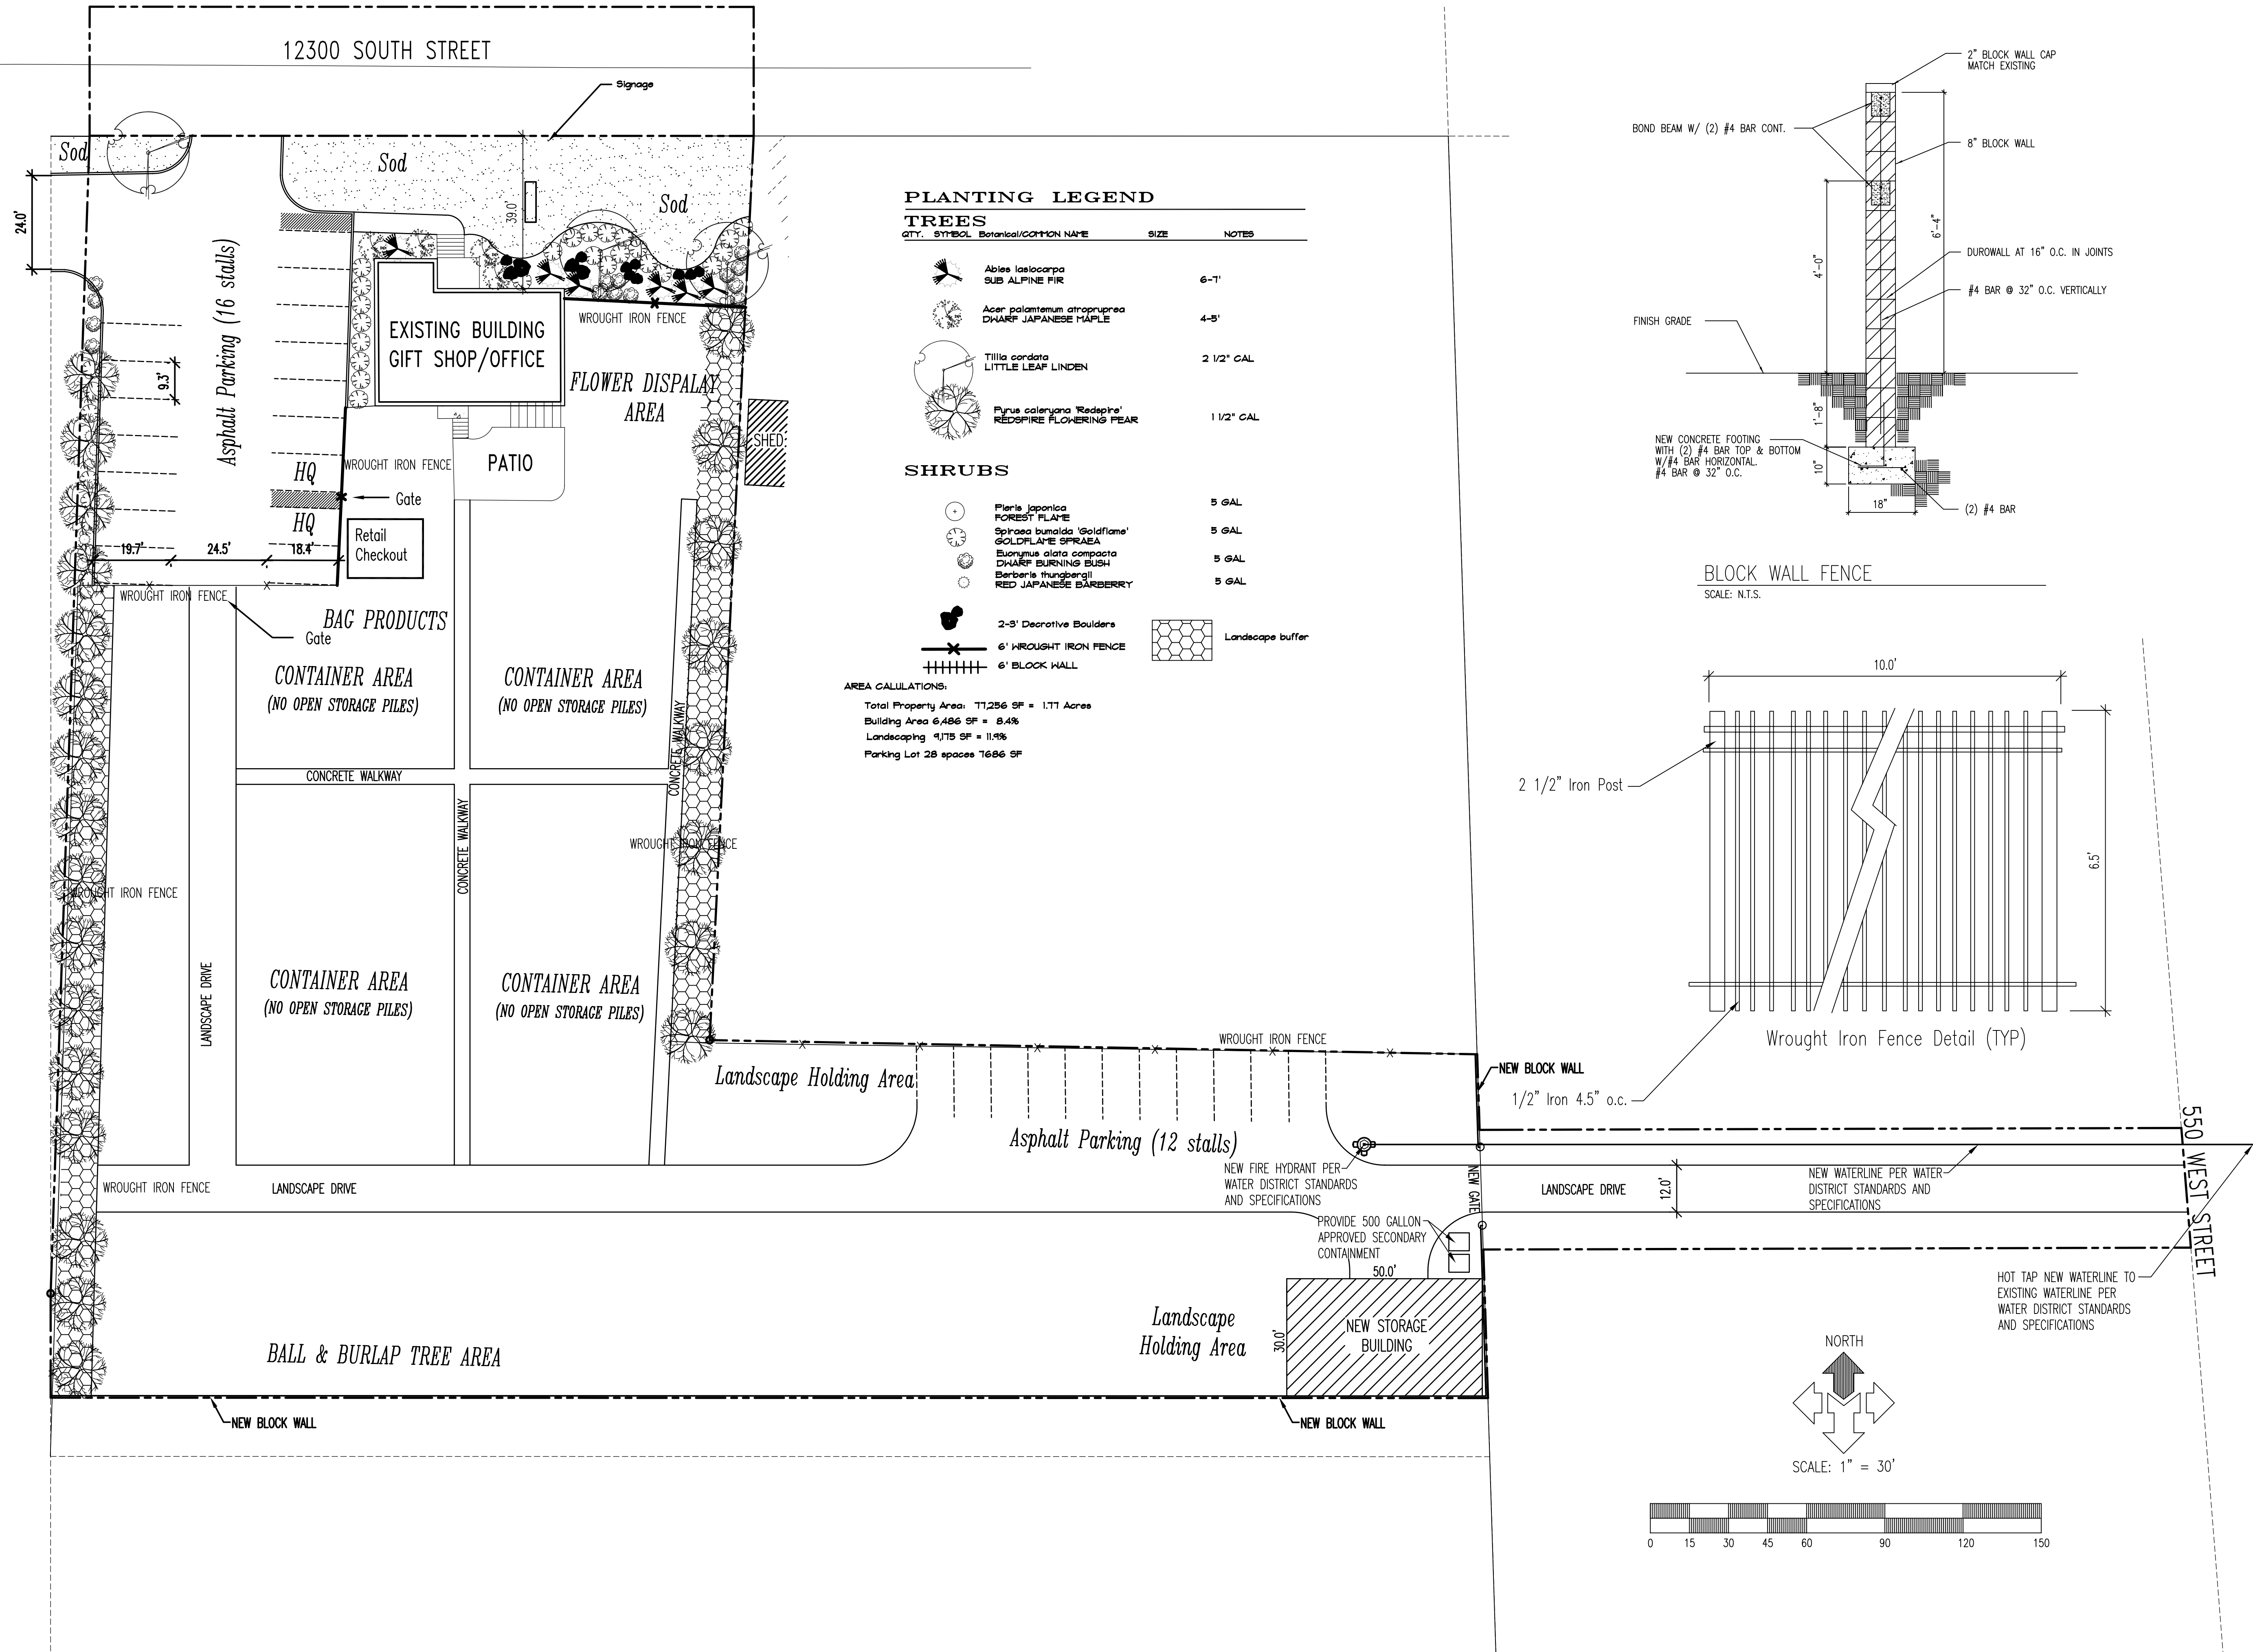 12300 SOUTH STREET
Signage
Sod
Sod
Sod
24.0'
39.0'
Asphalt Parking (16 stalls)
9.3'
EXISTING BUILDING
GIFT SHOP/OFFICE
WROUGHT IRON FENCE
FLOWER DISPALAY
AREA
SHED
WROUGHT IRON FENCE
PATIO
HQ
Gate
HQ
Retail
Checkout
19.7'
24.5'
18.4'
WROUGHT IRON FENCE
Gate
BAG PRODUCTS
CONTAINER AREA
(NO OPEN STORAGE PILES)
CONTAINER AREA
(NO OPEN STORAGE PILES)
CONCRETE WALKWAY
CONCRETE WALKWAY
CONCRETE WALKWAY
WROUGHT IRON FENCE
WROUGHT IRON FENCE
LANDSCAPE DRIVE
CONTAINER AREA
(NO OPEN STORAGE PILES)
CONTAINER AREA
(NO OPEN STORAGE PILES)
WROUGHT IRON FENCE
Landscape Holding Area
Asphalt Parking (12 stalls)
NEW BLOCK WALL
NEW FIRE HYDRANT PER
WATER DISTRICT STANDARDS
AND SPECIFICATIONS
WROUGHT IRON FENCE
LANDSCAPE DRIVE
NEW GATE
LANDSCAPE DRIVE
12.0'
NEW WATERLINE PER WATER
DISTRICT STANDARDS AND
SPECIFICATIONS
550 WEST STREET
PROVIDE 500 GALLON
APPROVED SECONDARY
CONTAINMENT
50.0'
30.0'
NEW STORAGE
BUILDING
Landscape
Holding Area
BALL & BURLAP TREE AREA
NEW BLOCK WALL
NEW BLOCK WALL
HOT TAP NEW WATERLINE TO
EXISTING WATERLINE PER
WATER DISTRICT STANDARDS
AND SPECIFICATIONS
PLANTING LEGEND
TREES
QTY. SYMBOL Botanical/COMMON NAME SIZE NOTES
Abies lasiocarpa
SUB ALPINE FIR 6-7'
Acer palamtemum atropruprea
DWARF JAPANESE MAPLE 4-5'
Tillia cordata
LITTLE LEAF LINDEN 2 1/2" CAL
Pyrus caleryana 'Redspire'
REDSPIRE FLOWERING PEAR 1 1/2" CAL
SHRUBS
Pieris japonica
FOREST FLAME 5 GAL
Spiraea bumalda 'Goldflame'
GOLDFLAME SPRAEA 5 GAL
Euonymus alata compacta
DWARF BURNING BUSH 5 GAL
Berberis thungbergii
RED JAPANESE BARBERRY 5 GAL
2-3' Decrotive Boulders
6' WROUGHT IRON FENCE
6' BLOCK WALL
Landscape buffer
AREA CALULATIONS:
Total Property Area: 77,256 SF = 1.77 Acres
Building Area 6,486 SF = 8.4%
Landscaping 9,175 SF = 11.9%
Parking Lot 28 spaces 7686 SF
2" BLOCK WALL CAP
MATCH EXISTING
BOND BEAM W/ (2) #4 BAR CONT.
8" BLOCK WALL
6'-4"
4'-0"
DUROWALL AT 16" O.C. IN JOINTS
#4 BAR @ 32" O.C. VERTICALLY
FINISH GRADE
1'-8"
NEW CONCRETE FOOTING
WITH (2) #4 BAR TOP & BOTTOM
W/#4 BAR HORIZONTAL.
#4 BAR @ 32" O.C.
10"
18"
(2) #4 BAR
BLOCK WALL FENCE
SCALE: N.T.S.
10.0'
2 1/2" Iron Post
6.5'
Wrought Iron Fence Detail (TYP)
1/2" Iron 4.5" o.c.
NORTH
SCALE: 1" = 30'
0 15 30 45 60 90 120 150